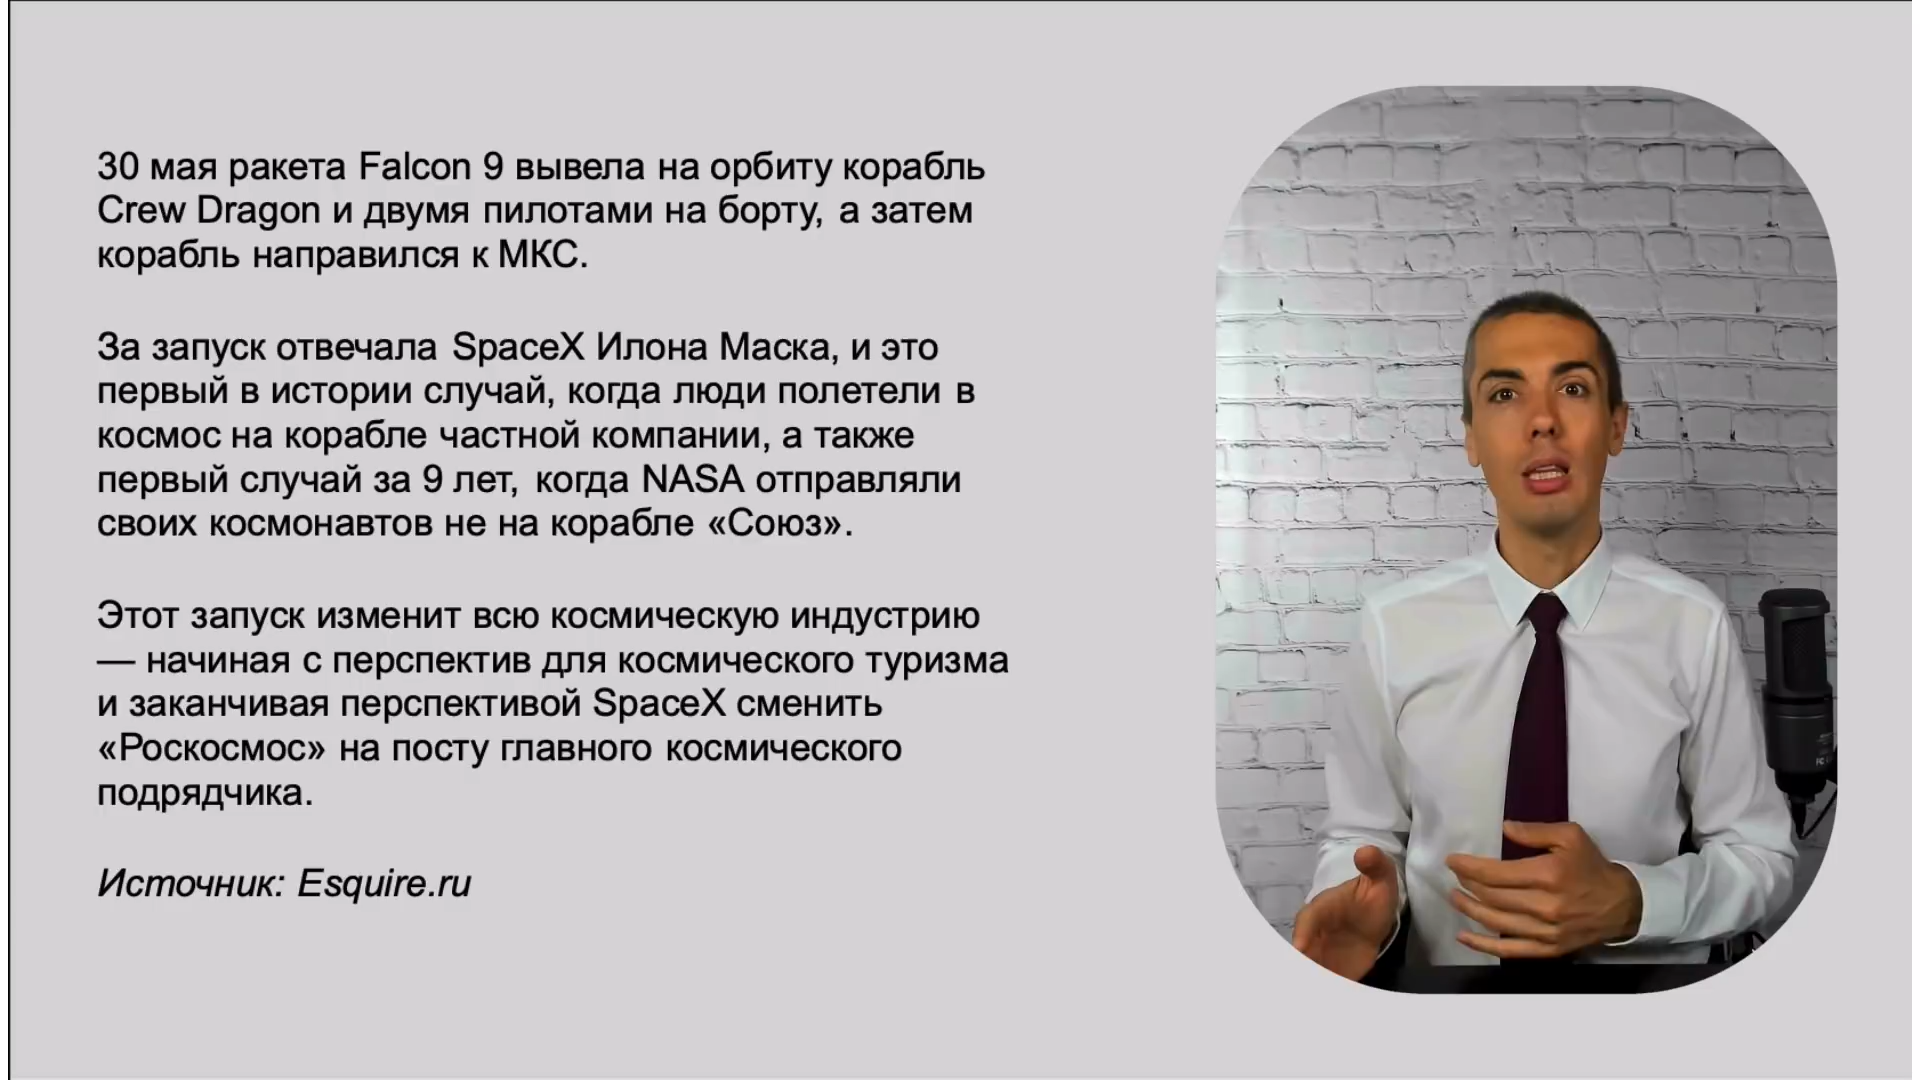 30 мая ракета Falcon 9 вывела на орбиту корабль
Crew Dragon и двумя пилотами на борту, а затем
корабль направился к МКС.
За запуск отвечала SpaceX Илона Маска, и это
первый в истории случай, когда люди полетели в
космос на корабле частной компании, а также
первый случай за 9 лет, когда NASA отправляли
своих космонавтов не на корабле «Союз».
Этот запуск изменит всю космическую индустрию
— начиная с перспектив для космического туризма
и заканчивая перспективой SpaceX сменить
«Роскосмос» на посту главного космического
подрядчика.
Источник: Esquire.ru